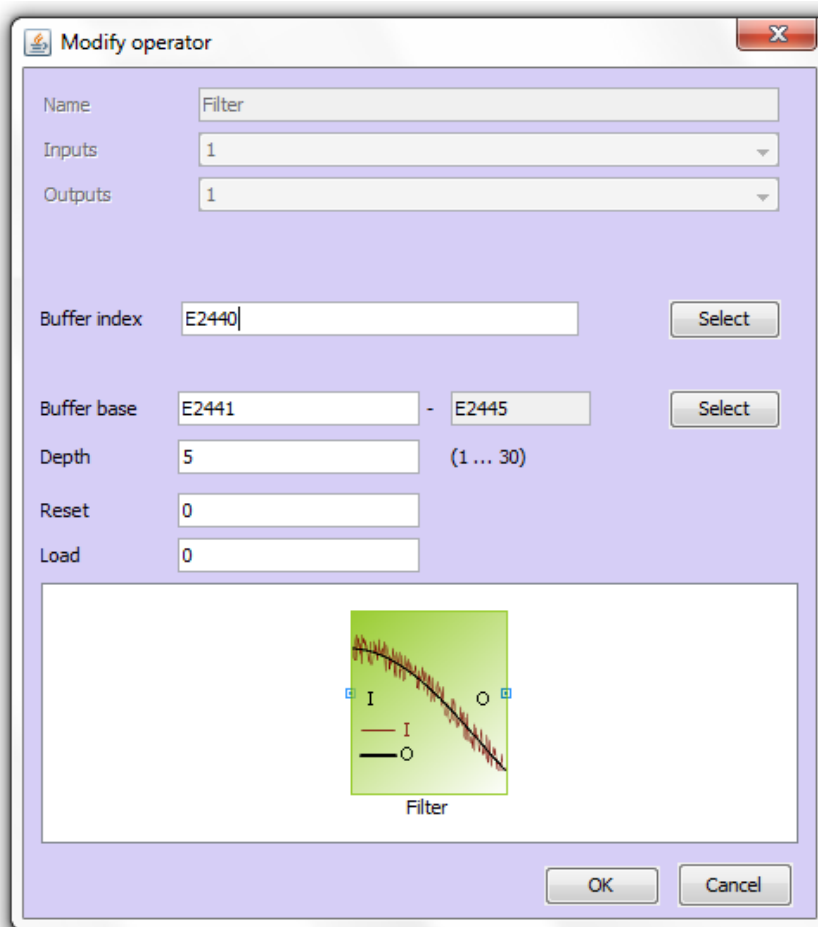 Modify operator
Name Filter
Inputs 1
Outputs 1
Buffer index E2440 Select
Buffer base E2441 - E2445 Select
Depth 5 (1 ... 30)
Reset 0
Load 0
I O
I
O
Filter
OK Cancel